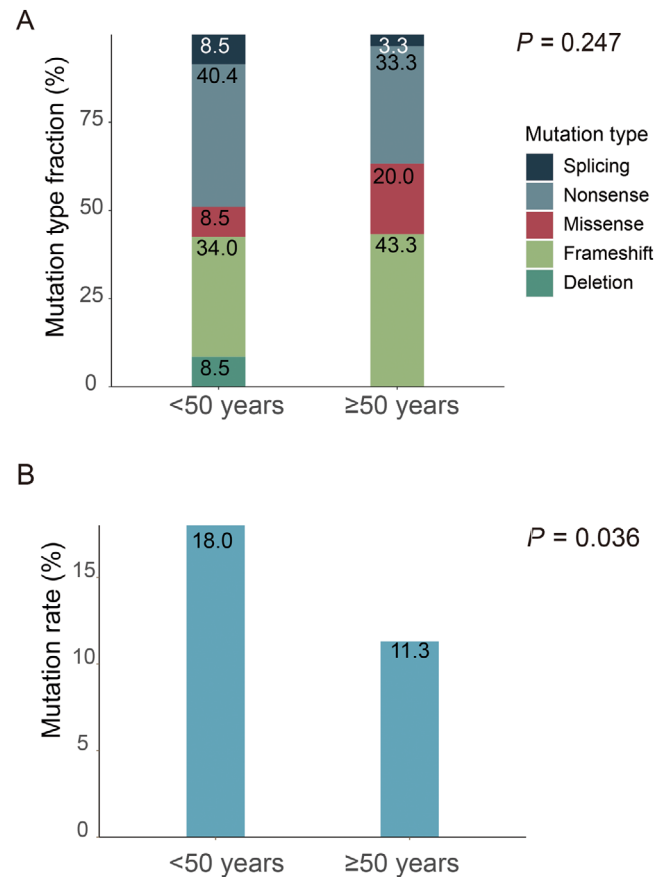 A
P = 0.247
Mutation type fraction (%)
75
50
25
0
8.5
40.4
8.5
34.0
8.5
3.3
33.3
20.0
43.3
<50 years
≥50 years
Mutation type
Splicing
Nonsense
Missense
Frameshift
Deletion
B
P = 0.036
Mutation rate (%)
15
10
5
0
18.0
11.3
<50 years
≥50 years